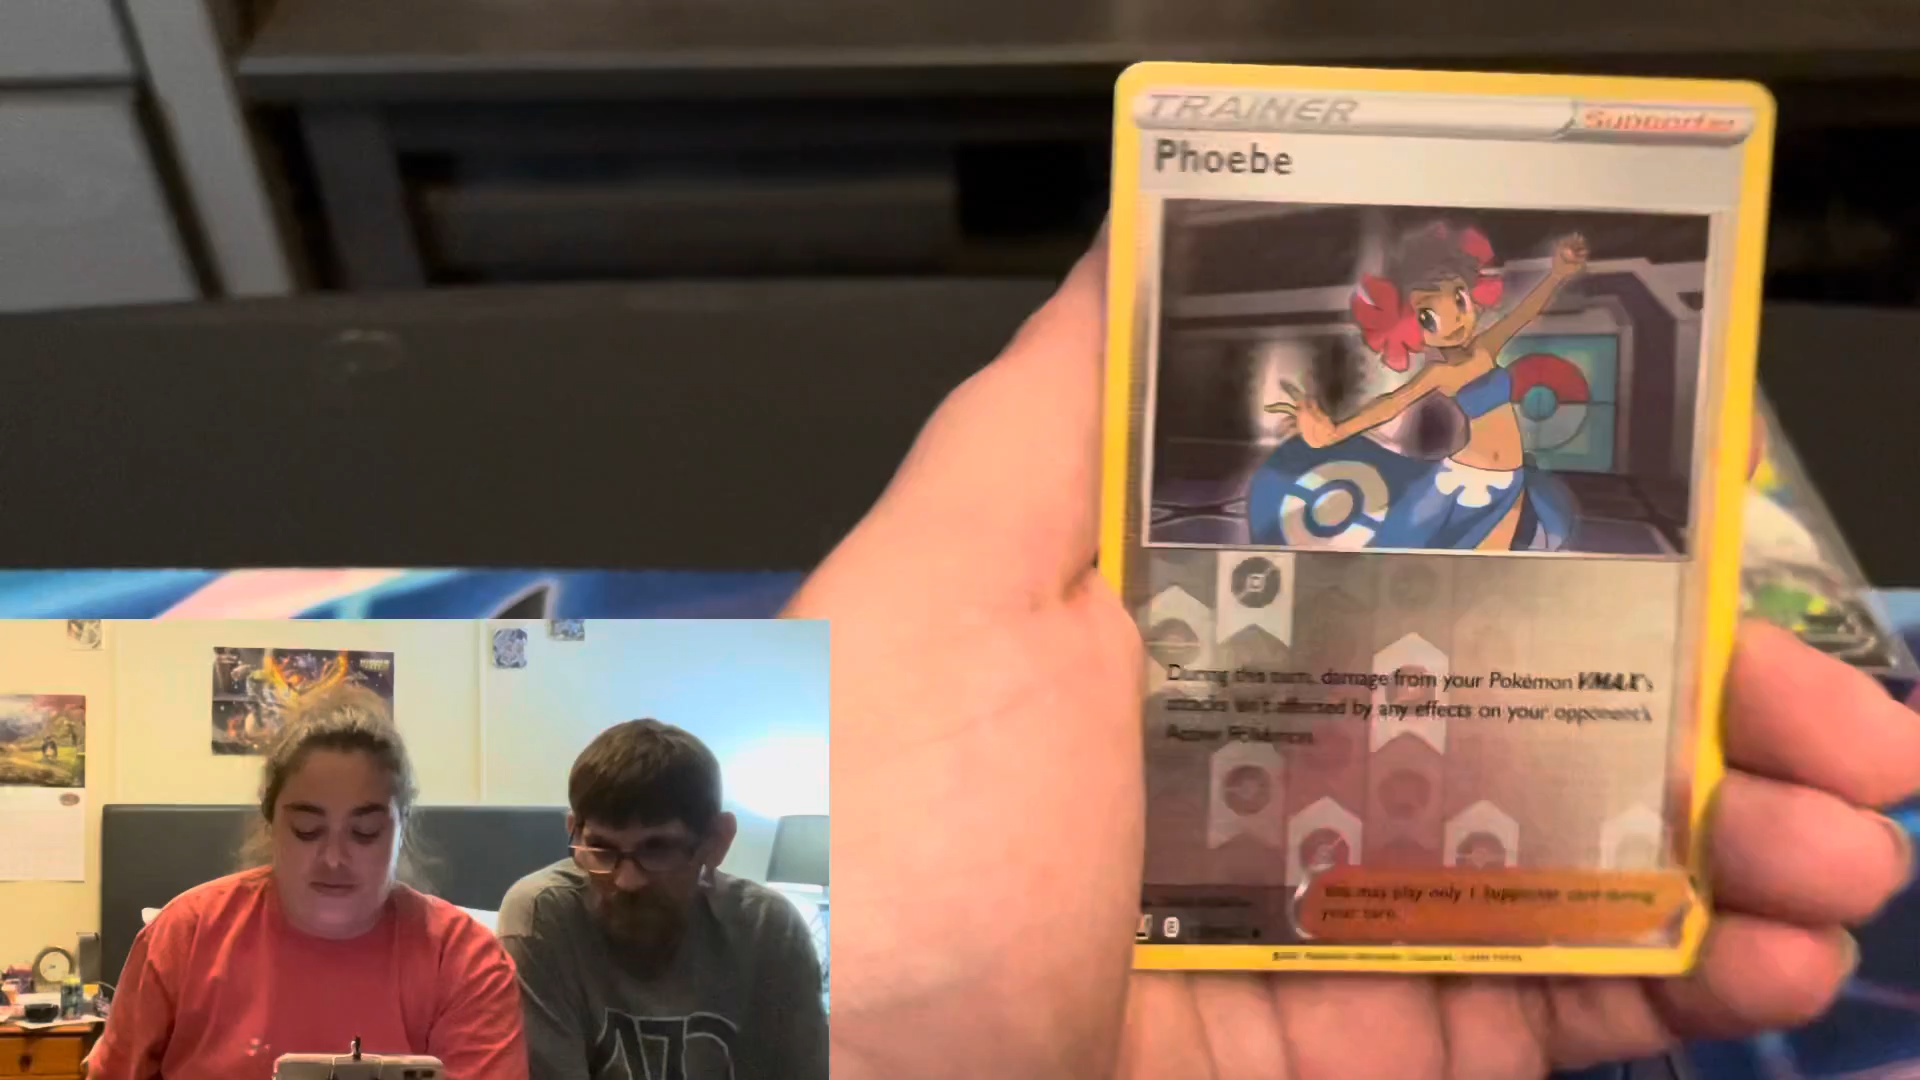 TRAINER
Supporter
Phoebe
During this turn, damage from your Pokémon VMAX's
attacks isn't affected by any effects on your opponent's
Active Pokémon.
You may play only 1 Supporter card during
your turn.
E